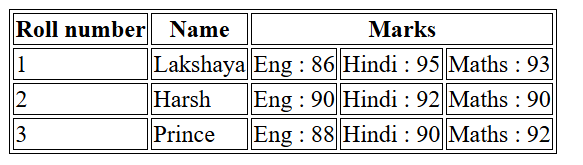 Roll number Name Marks
1 Lakshaya Eng : 86 Hindi : 95 Maths : 93
2 Harsh Eng : 90 Hindi : 92 Maths : 90
3 Prince Eng : 88 Hindi : 90 Maths : 92